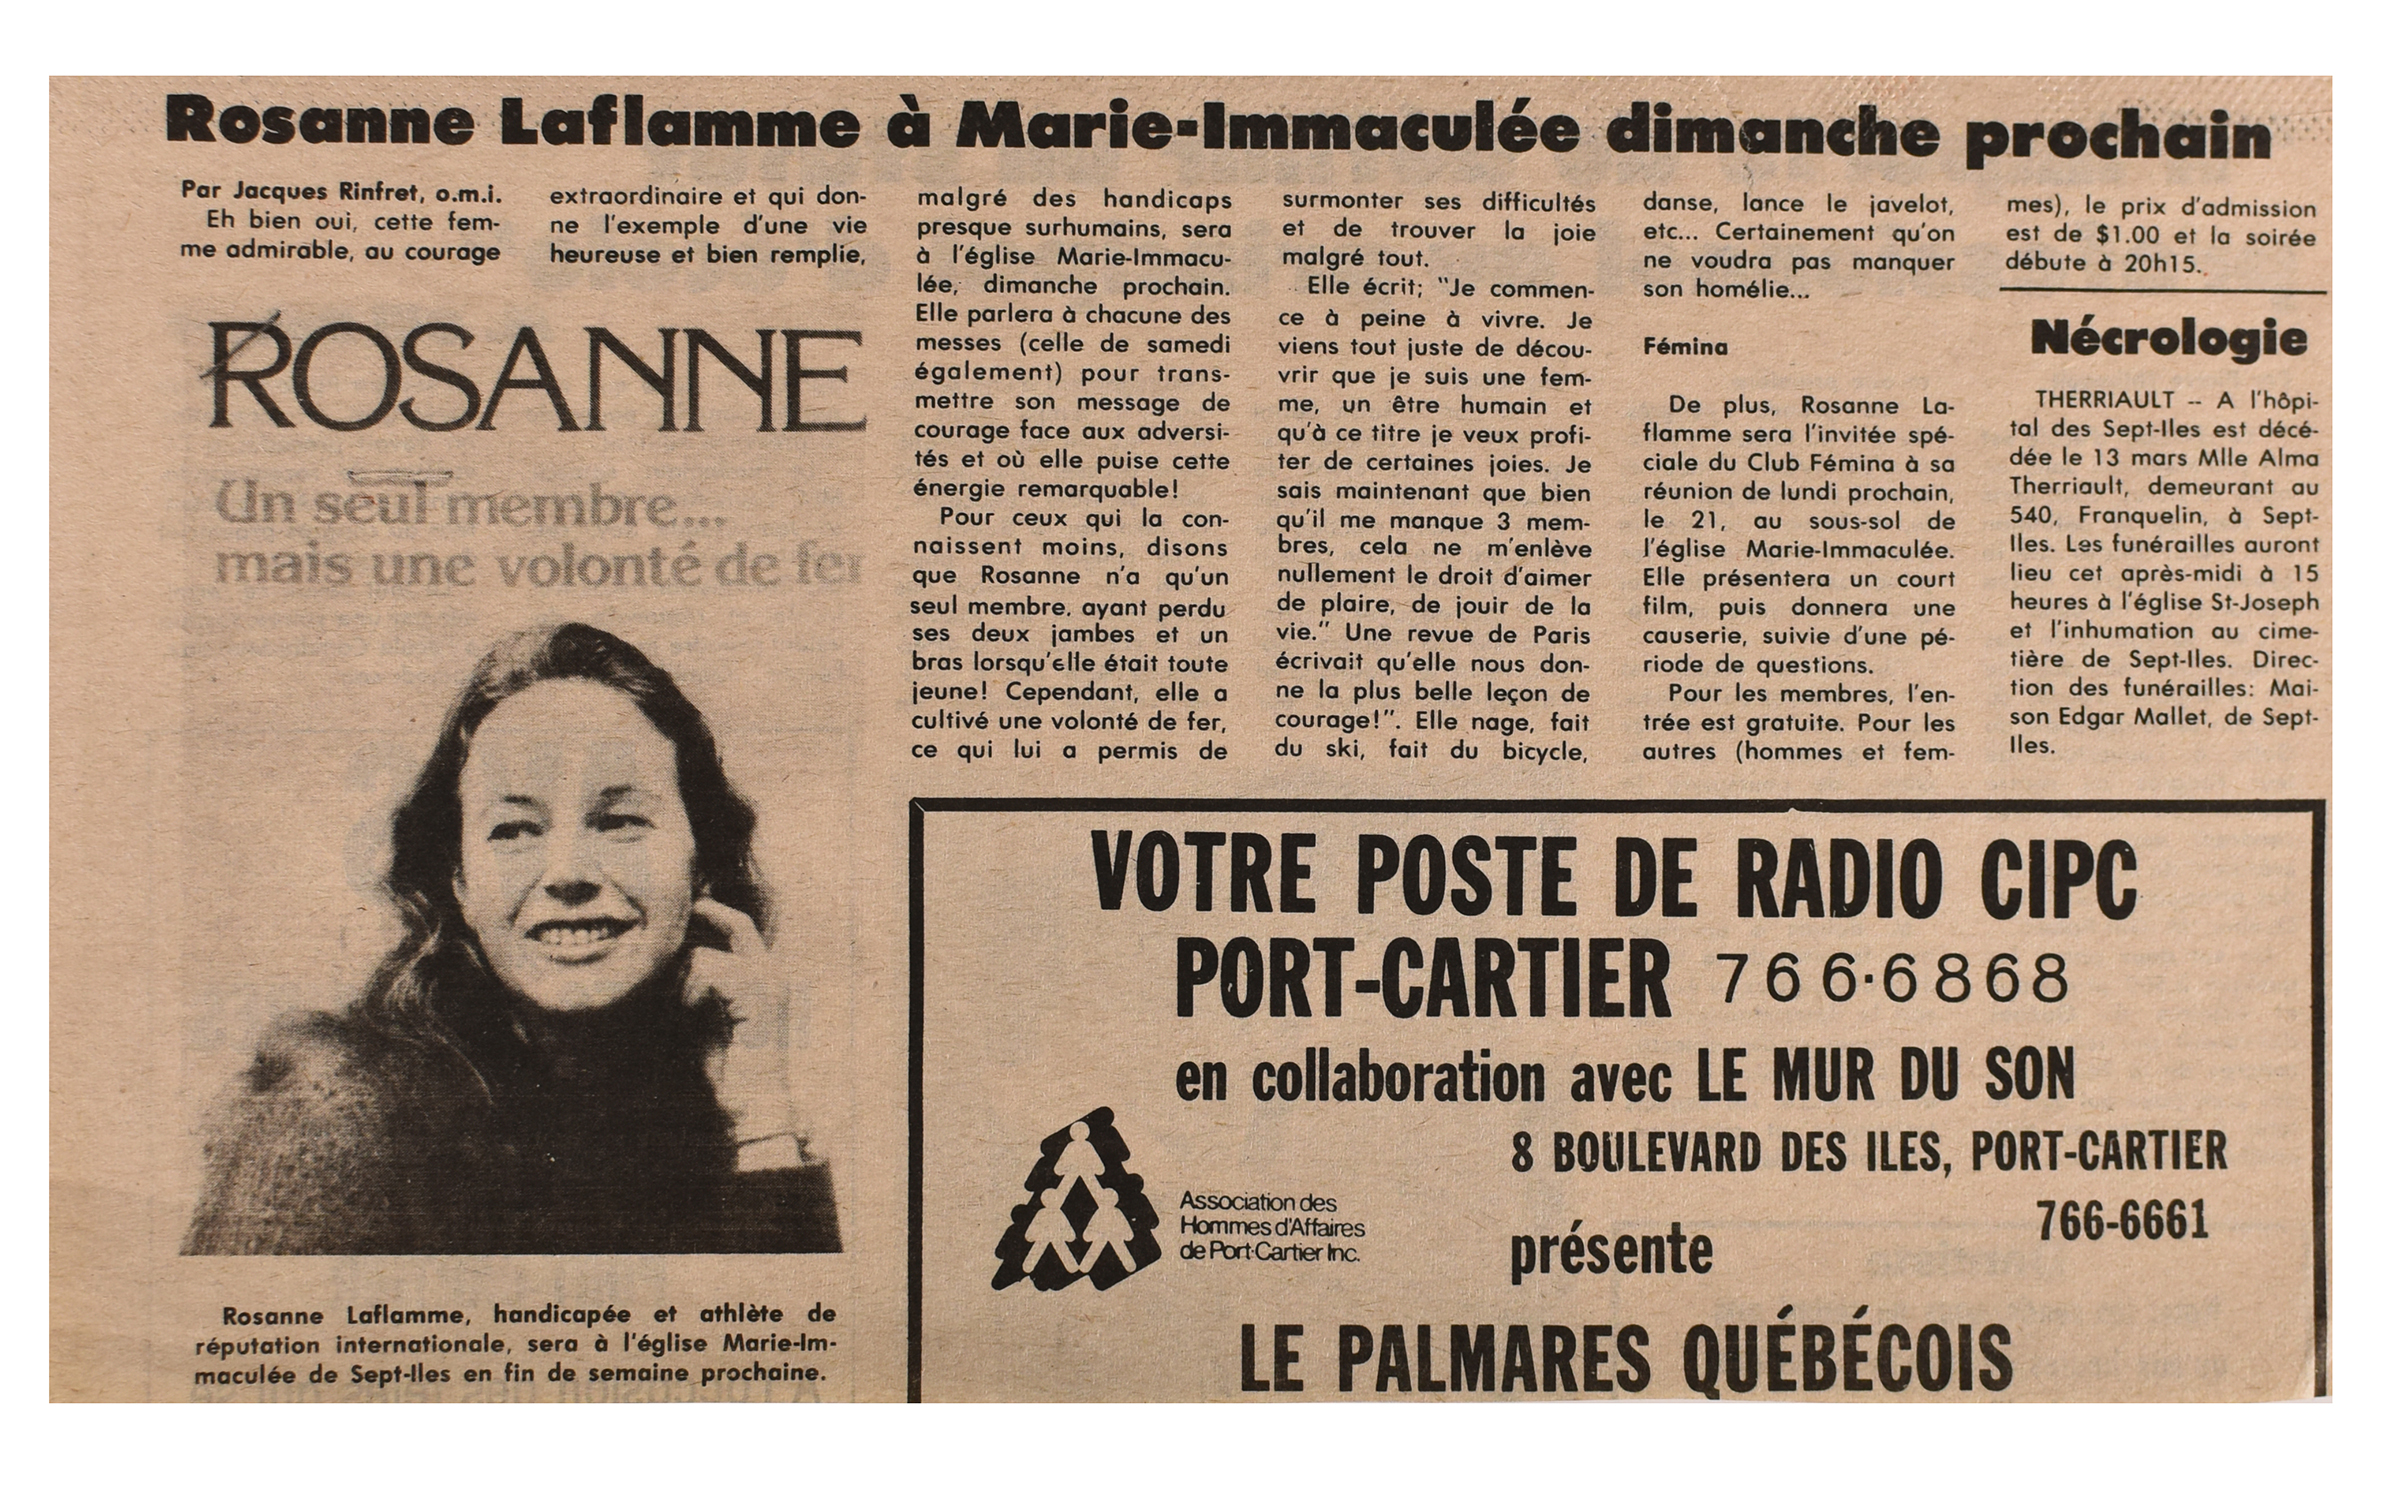 Rosanne Laflamme à Marie-Immaculée dimanche prochain
Par Jacques Rinfret, o.m.i.
Eh bien oui, cette fem-
me admirable, au courage
extraordinaire et qui don-
ne l'exemple d'une vie
heureuse et bien remplie,
ROSANNE
Un seul membre...
mais une volonté de fer
Rosanne Laflamme, handicapée et athlète de
réputation internationale, sera à l'église Marie-Im-
maculée de Sept-Iles en fin de semaine prochaine.
malgré des handicaps
presque surhumains, sera
à l'église Marie-Immacu-
lée, dimanche prochain.
Elle parlera à chacune des
messes (celle de samedi
également) pour trans-
mettre son message de
courage face aux adversi-
tés et où elle puise cette
énergie remarquable!
Pour ceux qui la con-
naissent moins, disons
que Rosanne n'a qu'un
seul membre, ayant perdu
ses deux jambes et un
bras lorsqu'elle était toute
jeune! Cependant, elle a
cultivé une volonté de fer,
ce qui lui a permis de
surmonter ses difficultés
et de trouver la joie
malgré tout.
Elle écrit; "Je commen-
ce à peine à vivre. Je
viens tout juste de décou-
vrir que je suis une fem-
me, un être humain et
qu'à ce titre je veux profi-
ter de certaines joies. Je
sais maintenant que bien
qu'il me manque 3 mem-
bres, cela ne m'enlève
nullement le droit d'aimer
de plaire, de jouir de la
vie." Une revue de Paris
écrivait qu'elle nous don-
ne la plus belle leçon de
courage!". Elle nage, fait
du ski, fait du bicycle,
danse, lance le javelot,
etc... Certainement qu'on
ne voudra pas manquer
son homélie...
Fémina
De plus, Rosanne La-
flamme sera l'invitée spé-
ciale du Club Fémina à sa
réunion de lundi prochain,
le 21, au sous-sol de
l'église Marie-Immaculée.
Elle présentera un court
film, puis donnera une
causerie, suivie d'une pé-
riode de questions.
Pour les membres, l'en-
trée est gratuite. Pour les
autres (hommes et fem-
mes), le prix d'admission
est de $1.00 et la soirée
débute à 20h15.
Nécrologie
THERRIAULT -- A l'hôpi-
tal des Sept-Iles est décé-
dée le 13 mars Mlle Alma
Therriault, demeurant au
540, Franquelin, à Sept-
Iles. Les funérailles auront
lieu cet après-midi à 15
heures à l'église St-Joseph
et l'inhumation au cime-
tière de Sept-Iles. Direc-
tion des funérailles: Mai-
son Edgar Mallet, de Sept-
Iles.
VOTRE POSTE DE RADIO CIPC
PORT-CARTIER 766·6868
en collaboration avec LE MUR DU SON
8 BOULEVARD DES ILES, PORT-CARTIER
766-6661
Association des
Hommes d'Affaires
de Port-Cartier Inc.
présente
LE PALMARES QUÉBÉCOIS